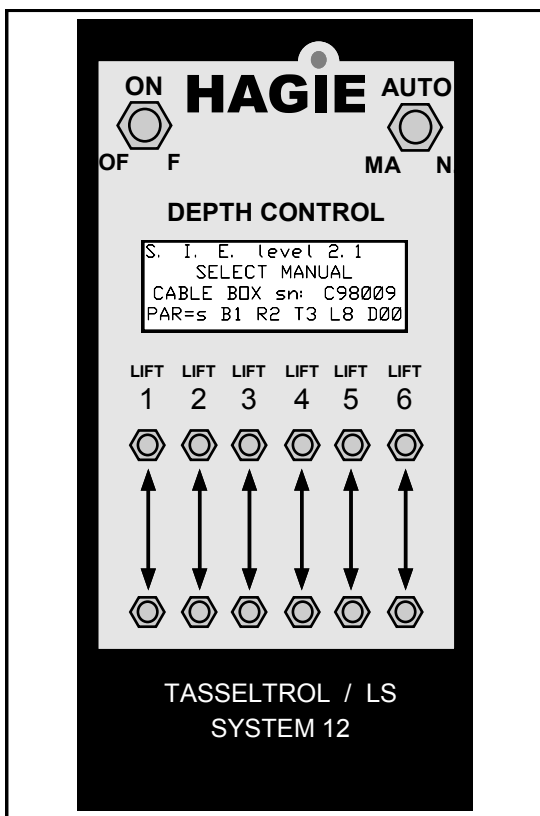 ON HAGIE AUTO
OF F MA N
DEPTH CONTROL
S. I. E. level 2.1
SELECT MANUAL
CABLE BOX sn: C98009
PAR=s B1 R2 T3 L8 D00
LIFT LIFT LIFT LIFT LIFT LIFT
1 2 3 4 5 6
TASSELTROL / LS
SYSTEM 12